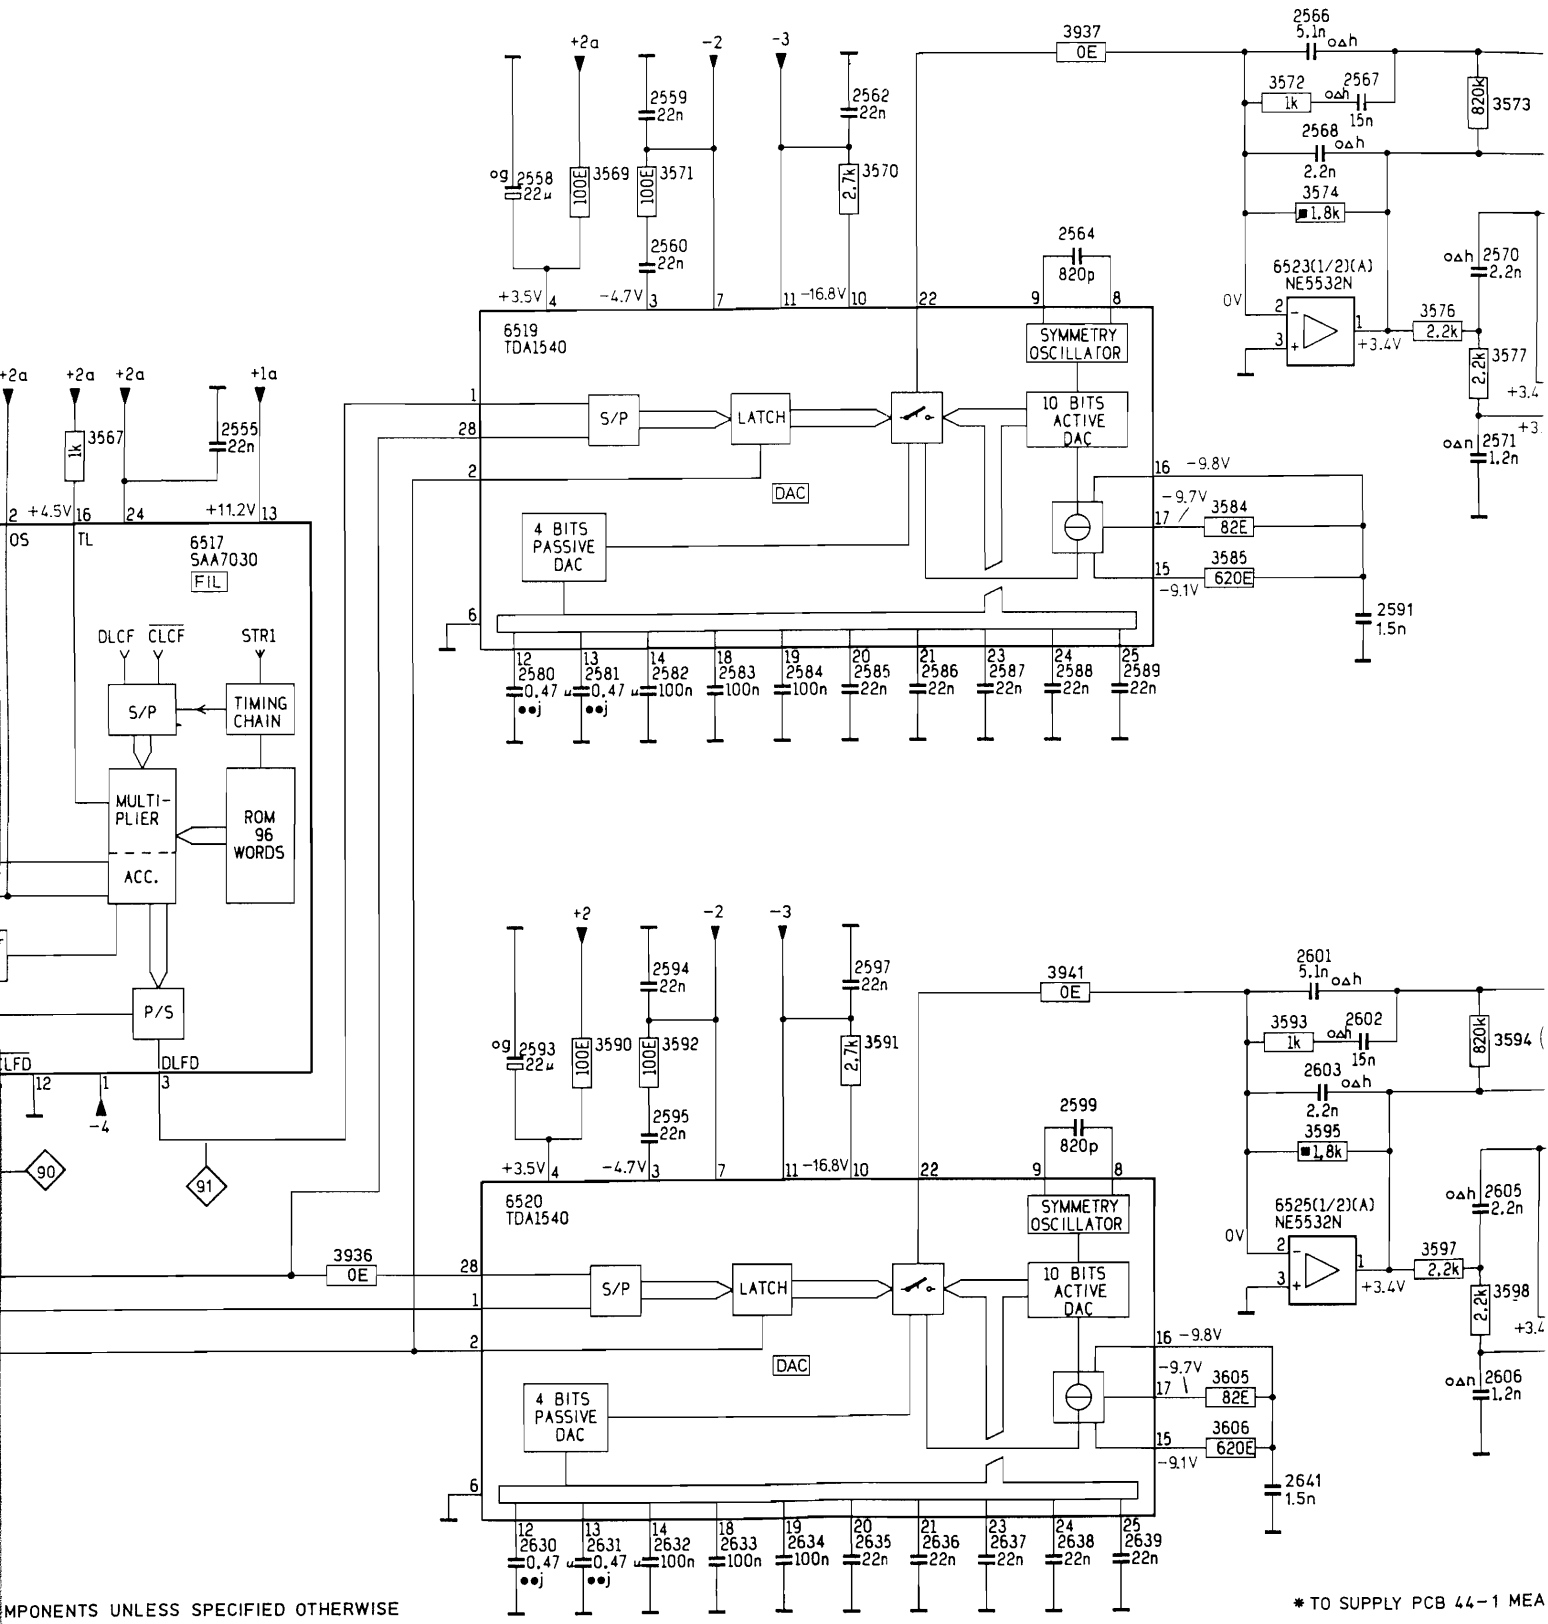 +2a
-2
-3
3937
0E
2566
5.1n
o∆h
3572
1k
2567
o∆h
15n
820k
3573
2559
22n
2562
22n
2568
o∆h
2.2n
og
2558
22µ
100E
3569
100E
3571
2.7k
3570
3574
1.8k
2560
22n
2564
820p
6523(1/2)(A)
NE5532N
o∆h
2570
2.2n
+3.5V
4
-4.7V
3
7
11
-16.8V
10
22
9
8
0V
2
-
3
+
1
+3.4V
3576
2.2k
2.2k
3577
6519
TDA1540
SYMMETRY
OSCILLATOR
+3.4
+3.
+2a
+2a
+2a
+1a
3567
1k
2555
22n
1
28
2
S/P
LATCH
10 BITS
ACTIVE
DAC
o∆h
2571
1.2n
DAC
16
-9.8V
-9.7V
17
3584
82E
3585
620E
15
-9.1V
2
+4.5V
16
24
+11.2V
13
OS
TL
6517
SAA7030
FIL
4 BITS
PASSIVE
DAC
6
2591
1.5n
DLCF
CLCF
STR1
S/P
TIMING
CHAIN
MULTI-
PLIER
ROM
96
WORDS
ACC.
P/S
12
2580
0.47 µ
●●j
13
2581
0.47 µ
●●j
14
2582
100n
18
2583
100n
19
2584
100n
20
2585
22n
21
2586
22n
23
2587
22n
24
2588
22n
25
2589
22n
LFD
12
1
-4
DLFD
3
90
91
+2
-2
-3
3941
0E
2601
5.1n
o∆h
3593
1k
2602
o∆h
15n
820k
3594 (
2594
22n
2597
22n
2603
o∆h
2.2n
og
2593
22µ
100E
3590
100E
3592
2.7k
3591
3595
1.8k
2595
22n
2599
820p
6525(1/2)(A)
NE5532N
o∆h
2605
2.2n
+3.5V
4
-4.7V
3
7
11
-16.8V
10
22
9
8
0V
2
-
3
+
1
+3.4V
3597
2.2k
2.2k
3598
+3.4
6520
TDA1540
SYMMETRY
OSCILLATOR
3936
0E
28
1
2
S/P
LATCH
10 BITS
ACTIVE
DAC
DAC
16
-9.8V
-9.7V
17
3605
82E
3606
620E
15
-9.1V
o∆h
2606
1.2n
4 BITS
PASSIVE
DAC
6
2641
1.5n
12
2630
0.47 µ
●●j
13
2631
0.47 µ
●●j
14
2632
100n
18
2633
100n
19
2634
100n
20
2635
22n
21
2636
22n
23
2637
22n
24
2638
22n
25
2639
22n
MPONENTS UNLESS SPECIFIED OTHERWISE
* TO SUPPLY PCB 44-1 MEA